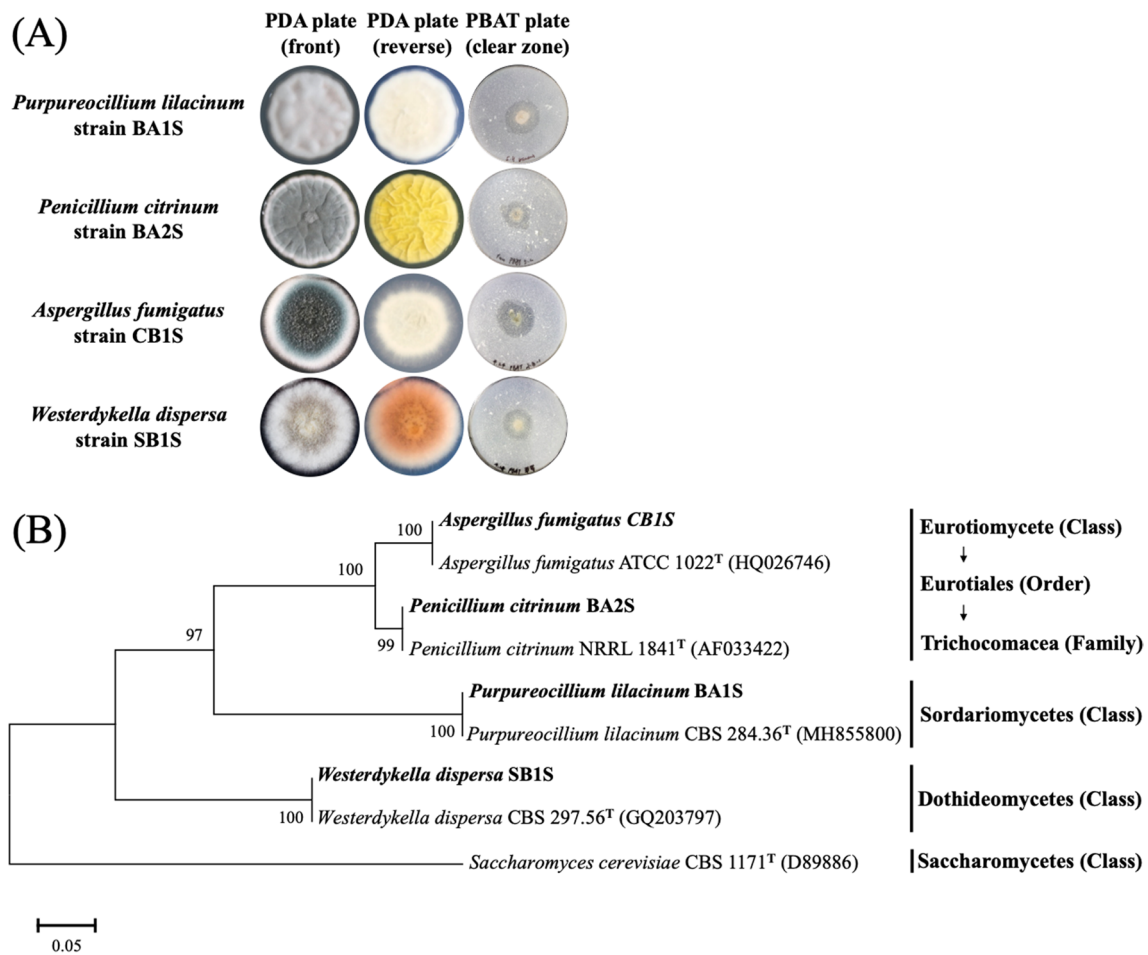 (A)
PDA plate
(front)
PDA plate
(reverse)
PBAT plate
(clear zone)
Purpureocillium lilacinum
strain BA1S
Penicillium citrinum
strain BA2S
Aspergillus fumigatus
strain CB1S
Westerdykella dispersa
strain SB1S
(B)
100
Aspergillus fumigatus CB1S
Aspergillus fumigatus ATCC 1022ᵀ (HQ026746)
100
Penicillium citrinum BA2S
99
Penicillium citrinum NRRL 1841ᵀ (AF033422)
97
Purpureocillium lilacinum BA1S
100
Purpureocillium lilacinum CBS 284.36ᵀ (MH855800)
Westerdykella dispersa SB1S
100
Westerdykella dispersa CBS 297.56ᵀ (GQ203797)
Saccharomyces cerevisiae CBS 1171ᵀ (D89886)
Eurotiomycete (Class)
↓
Eurotiales (Order)
↓
Trichocomacea (Family)
Sordariomycetes (Class)
Dothideomycetes (Class)
Saccharomycetes (Class)
0.05